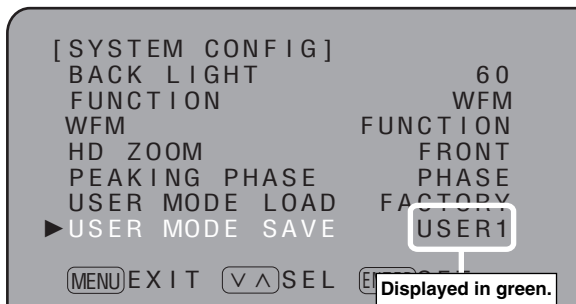 [SYSTEM CONFIG]
BACK LIGHT 60
FUNCTION WFM
WFM FUNCTION
HD ZOOM FRONT
PEAKING PHASE PHASE
USER MODE LOAD FACTORY
▶USER MODE SAVE USER1
MENU EXIT ∨∧ SEL
Displayed in green.